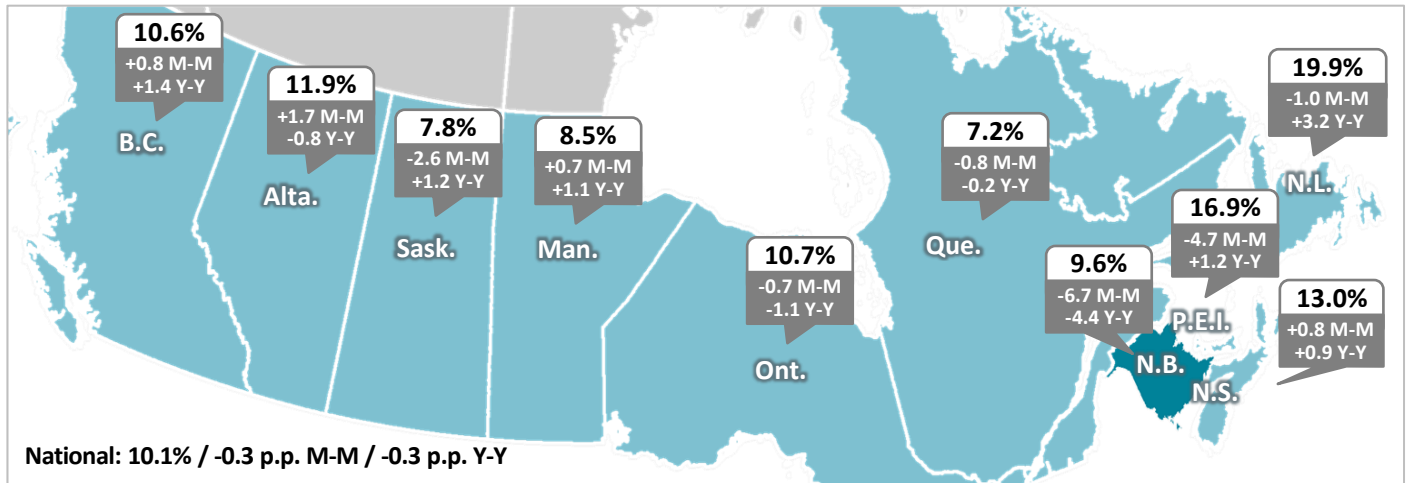 10.6%
+0.8 M-M
+1.4 Y-Y
B.C.
11.9%
+1.7 M-M
-0.8 Y-Y
Alta.
7.8%
-2.6 M-M
+1.2 Y-Y
Sask.
8.5%
+0.7 M-M
+1.1 Y-Y
Man.
10.7%
-0.7 M-M
-1.1 Y-Y
Ont.
7.2%
-0.8 M-M
-0.2 Y-Y
Que.
19.9%
-1.0 M-M
+3.2 Y-Y
N.L.
16.9%
-4.7 M-M
+1.2 Y-Y
P.E.I.
9.6%
-6.7 M-M
-4.4 Y-Y
N.B.
13.0%
+0.8 M-M
+0.9 Y-Y
N.S.
National: 10.1% / -0.3 p.p. M-M / -0.3 p.p. Y-Y